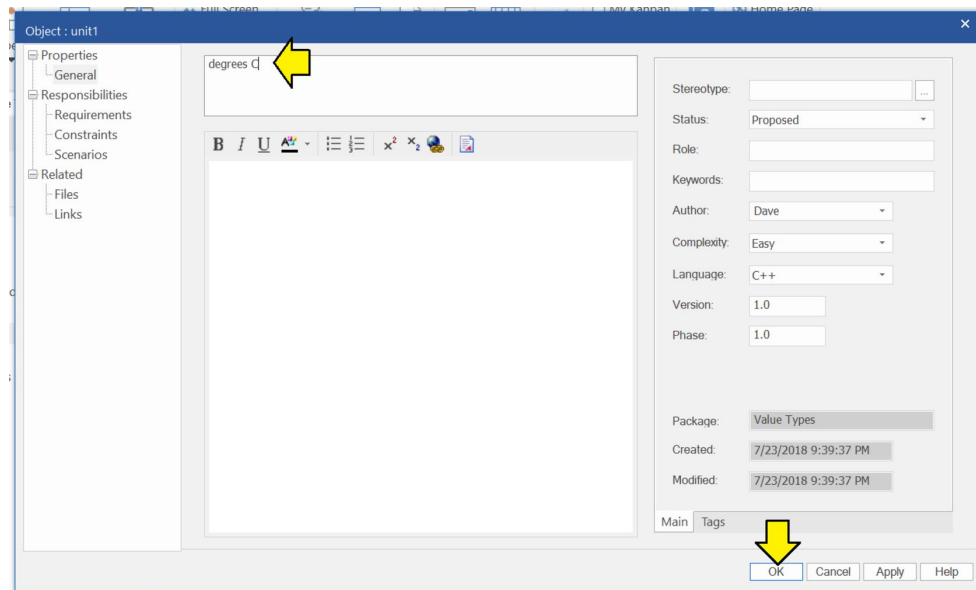 Full Screen
My Kanban
Home Page
Object : unit1
Properties
General
Responsibilities
Requirements
Constraints
Scenarios
Related
Files
Links
degrees C
B I U
Stereotype:
...
Status: Proposed
Role:
Keywords:
Author: Dave
Complexity: Easy
Language: C++
Version: 1.0
Phase: 1.0
Package: Value Types
Created: 7/23/2018 9:39:37 PM
Modified: 7/23/2018 9:39:37 PM
Main Tags
OK Cancel Apply Help